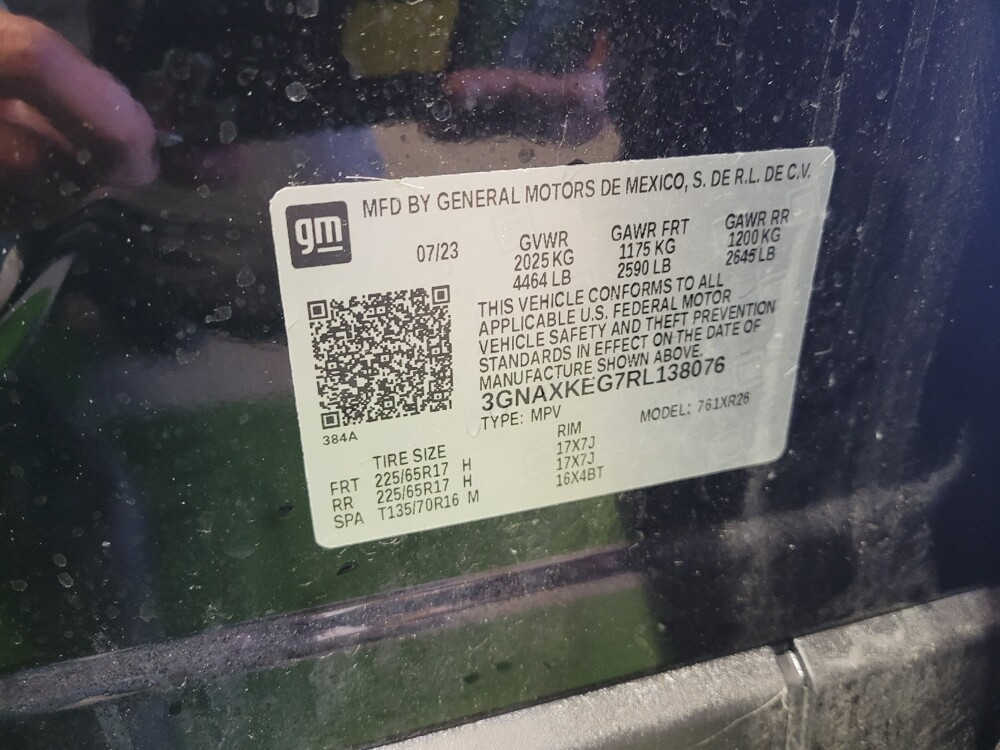 gm
MFD BY GENERAL MOTORS DE MEXICO, S. DE R.L. DE C.V.
07/23
GVWR
2025 KG
4464 LB
GAWR FRT
1175 KG
2590 LB
GAWR RR
1200 KG
2645 LB
THIS VEHICLE CONFORMS TO ALL
APPLICABLE U.S. FEDERAL MOTOR
VEHICLE SAFETY AND THEFT PREVENTION
STANDARDS IN EFFECT ON THE DATE OF
MANUFACTURE SHOWN ABOVE.
3GNAXKEG7RL138076
TYPE: MPV
MODEL: 761XR26
384A
TIRE SIZE RIM
FRT 225/65R17 H 17X7J
RR 225/65R17 H 17X7J
SPA T135/70R16 M 16X4BT